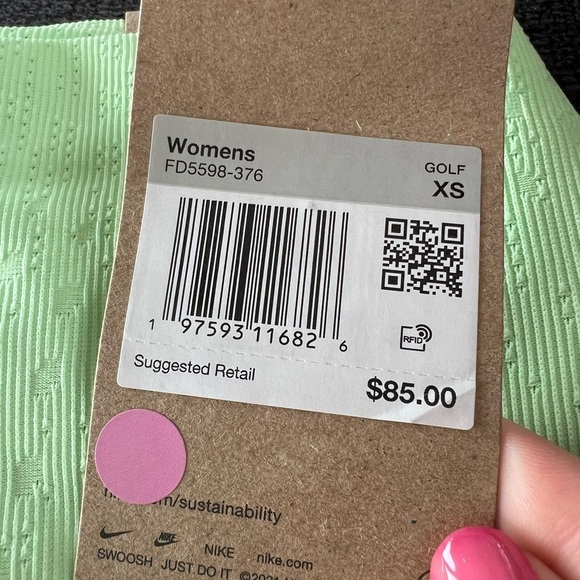 Womens
FD5598-376
GOLF
XS
1 97593 11682 6
RFID
Suggested Retail
$85.00
/sustainability
NIKE nike.com
SWOOSH JUST DO IT